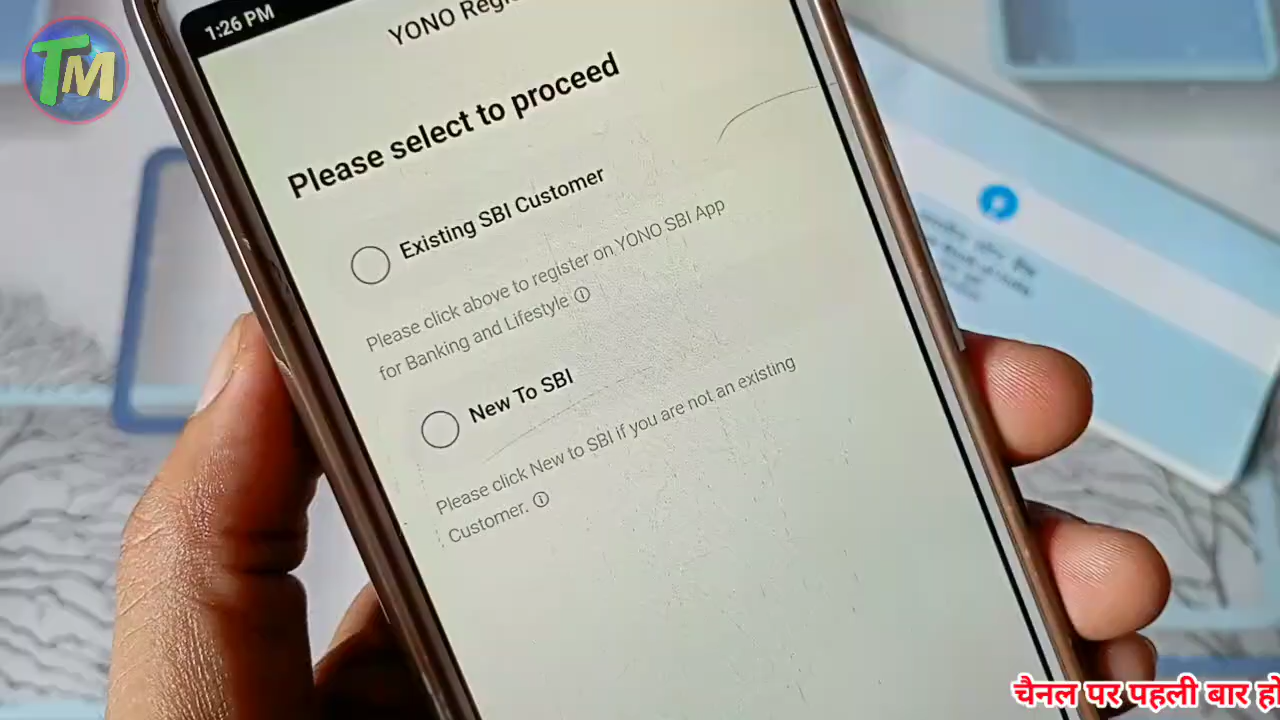 TM
1:26 PM
YONO
Please select to proceed
Existing SBI Customer
Please click above to register on YONO SBI App
for Banking and Lifestyle
New To SBI
Please click New to SBI if you are not an existing
Customer.
चैनल पर पहली बार